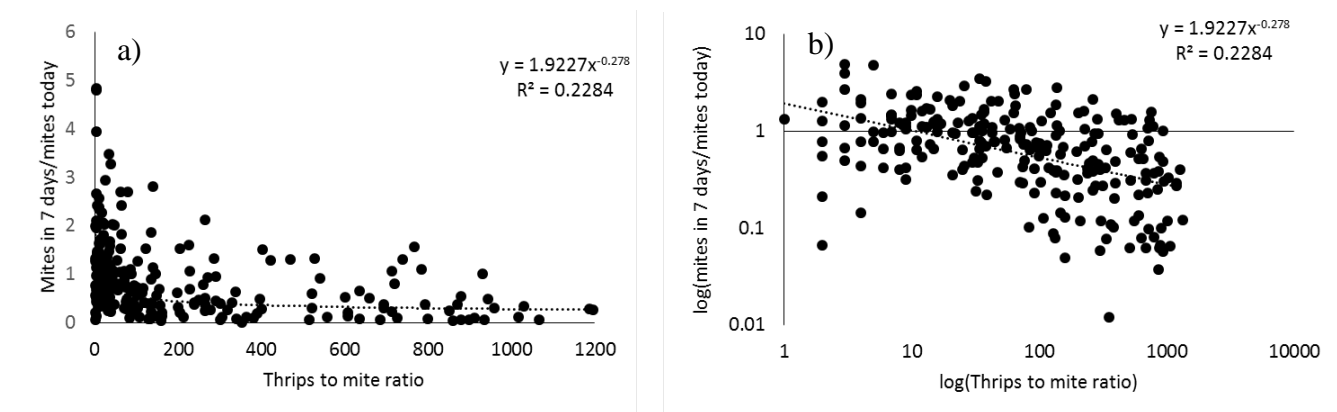 a)
y = 1.9227x^-0.278
R² = 0.2284
Mites in 7 days/mites today
6
5
4
3
2
1
0
0 200 400 600 800 1000 1200
Thrips to mite ratio
b)
y = 1.9227x^-0.278
R² = 0.2284
log(mites in 7 days/mites today)
10
1
0.1
0.01
1 10 100 1000 10000
log(Thrips to mite ratio)